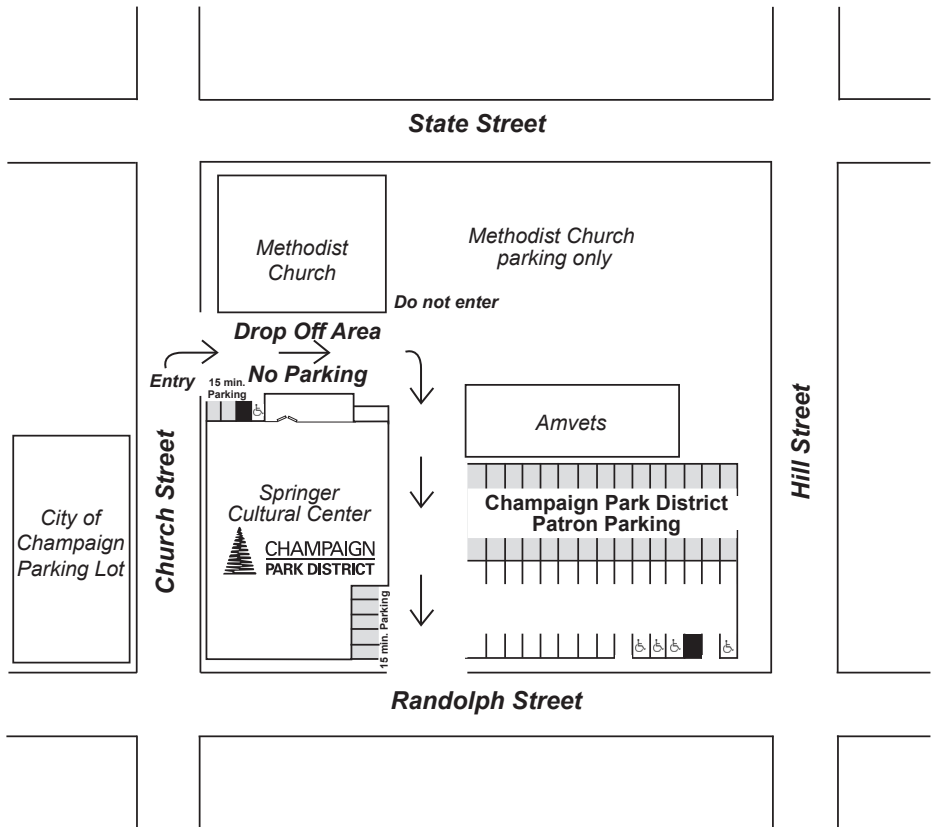 State Street
Methodist
Church
Methodist Church
parking only
Do not enter
Drop Off Area
Entry
15 min.
Parking
No Parking
Amvets
Church Street
Hill Street
City of
Champaign
Parking Lot
Springer
Cultural Center
CHAMPAIGN
PARK DISTRICT
Champaign Park District
Patron Parking
15 min. Parking
Randolph Street